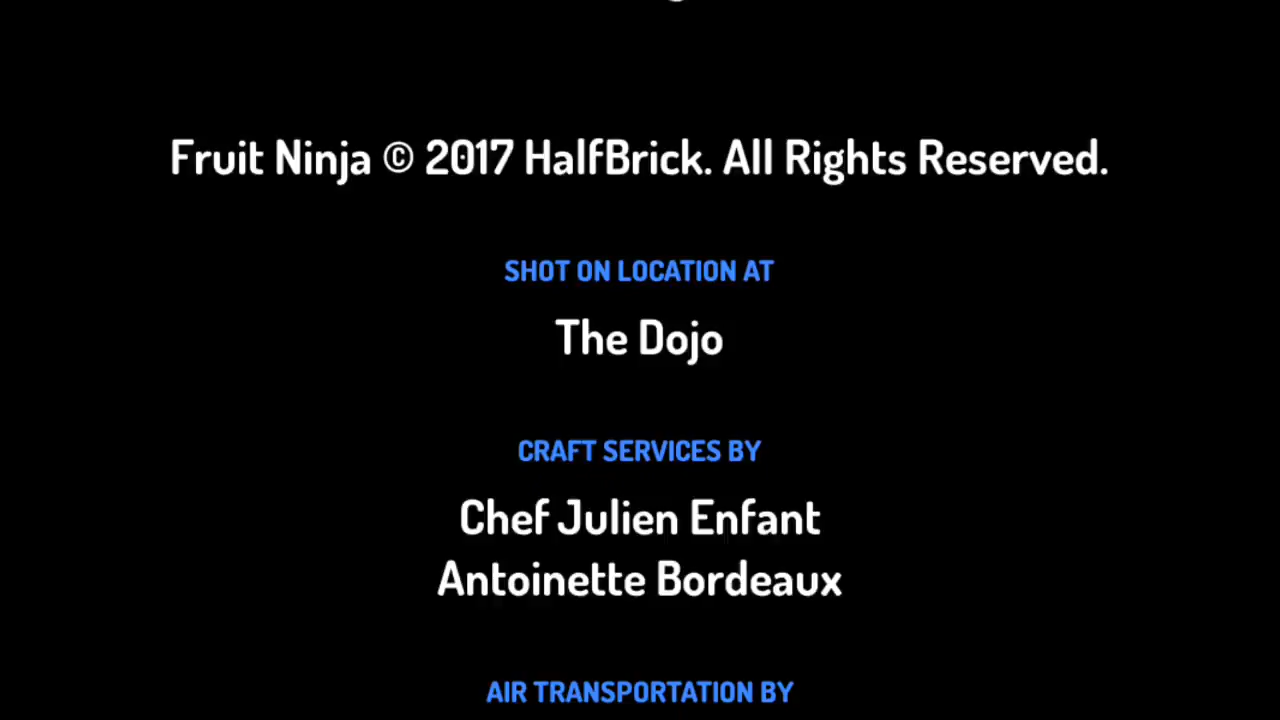 Fruit Ninja © 2017 HalfBrick. All Rights Reserved.
SHOT ON LOCATION AT
The Dojo
CRAFT SERVICES BY
Chef Julien Enfant
Antoinette Bordeaux
AIR TRANSPORTATION BY